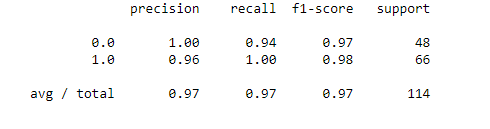 precision recall f1-score support
0.0 1.00 0.94 0.97 48
1.0 0.96 1.00 0.98 66
avg / total 0.97 0.97 0.97 114